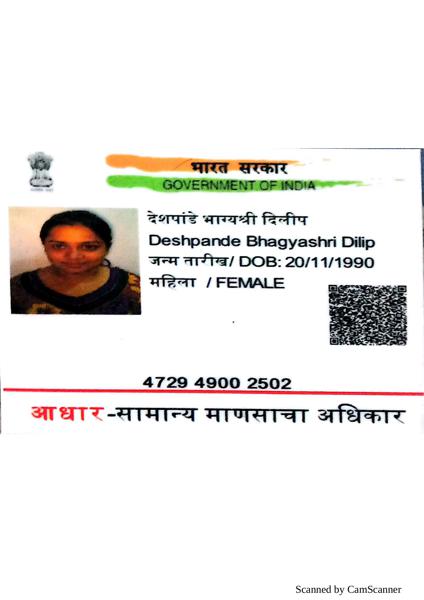 भारत सरकार
GOVERNMENT OF INDIA
देशपांडे भाग्यश्री दिलीप
Deshpande Bhagyashri Dilip
जन्म तारीख/ DOB: 20/11/1990
महिला / FEMALE
4729 4900 2502
आधार-सामान्य माणसाचा अधिकार
Scanned by CamScanner